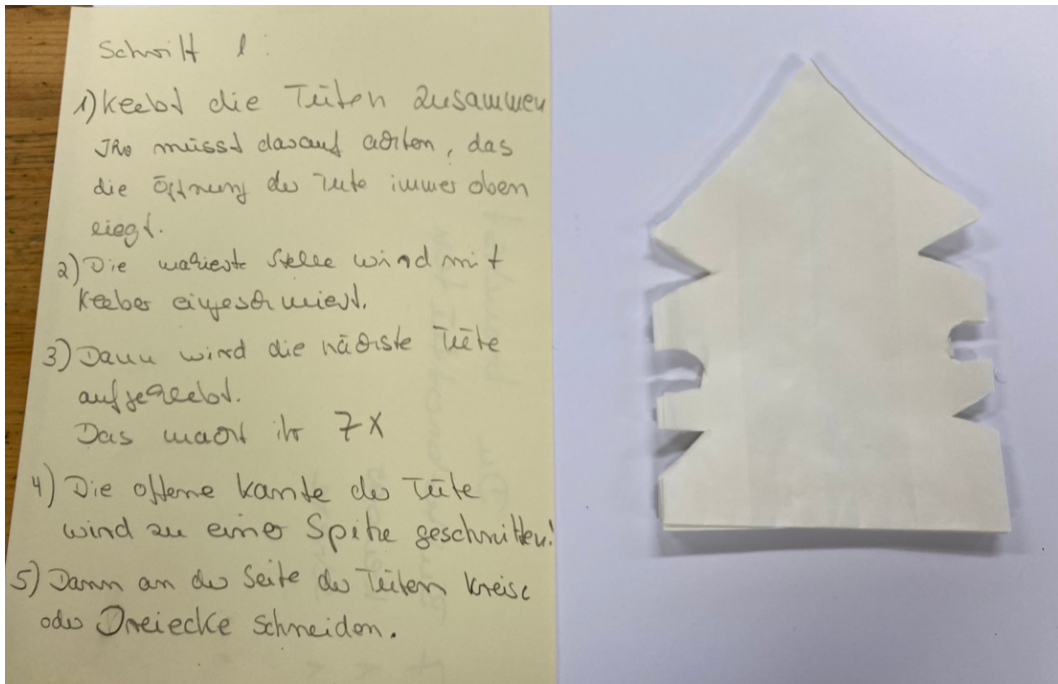 Schritt 1:
1) Klebt die Tüten zusammen
Ihr müsst darauf achten, das
die Öffnung der Tüte immer oben
liegt.
2) Die makierte Stelle wird mit
Kleber eingeschmiert.
3) Dann wird die nächste Tüte
aufgeklebt.
Das macht ihr 7x
4) Die offene Kante der Tüte
wird zu einer Spitze geschnitten!
5) Dann an der Seite der Tüten Kreise
oder Dreiecke schneiden.